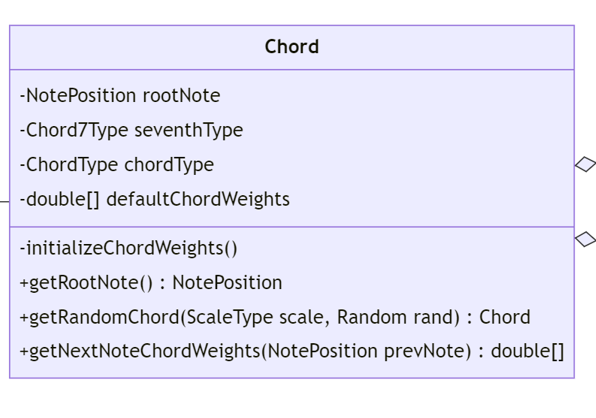 Chord
-NotePosition rootNote
-Chord7Type seventhType
-ChordType chordType
-double[] defaultChordWeights
-initializeChordWeights()
+getRootNote() : NotePosition
+getRandomChord(ScaleType scale, Random rand) : Chord
+getNextNoteChordWeights(NotePosition prevNote) : double[]